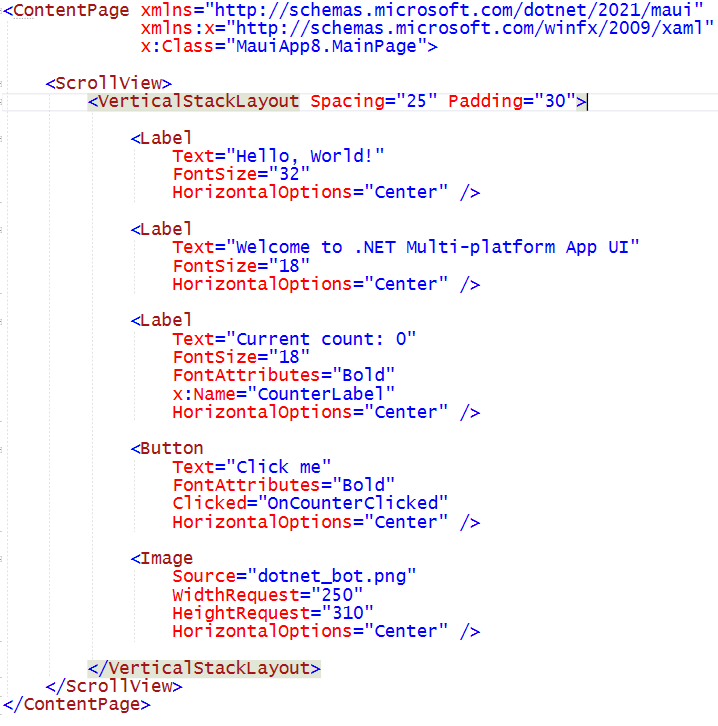 <ContentPage xmlns="http://schemas.microsoft.com/dotnet/2021/maui"
             xmlns:x="http://schemas.microsoft.com/winfx/2009/xaml"
             x:Class="MauiApp8.MainPage">
    <ScrollView>
        <VerticalStackLayout Spacing="25" Padding="30">
            <Label
                Text="Hello, World!"
                FontSize="32"
                HorizontalOptions="Center" />
            <Label
                Text="Welcome to .NET Multi-platform App UI"
                FontSize="18"
                HorizontalOptions="Center" />
            <Label
                Text="Current count: 0"
                FontSize="18"
                FontAttributes="Bold"
                x:Name="CounterLabel"
                HorizontalOptions="Center" />
            <Button
                Text="Click me"
                FontAttributes="Bold"
                Clicked="OnCounterClicked"
                HorizontalOptions="Center" />
            <Image
                Source="dotnet_bot.png"
                WidthRequest="250"
                HeightRequest="310"
                HorizontalOptions="Center" />
        </VerticalStackLayout>
    </ScrollView>
</ContentPage>